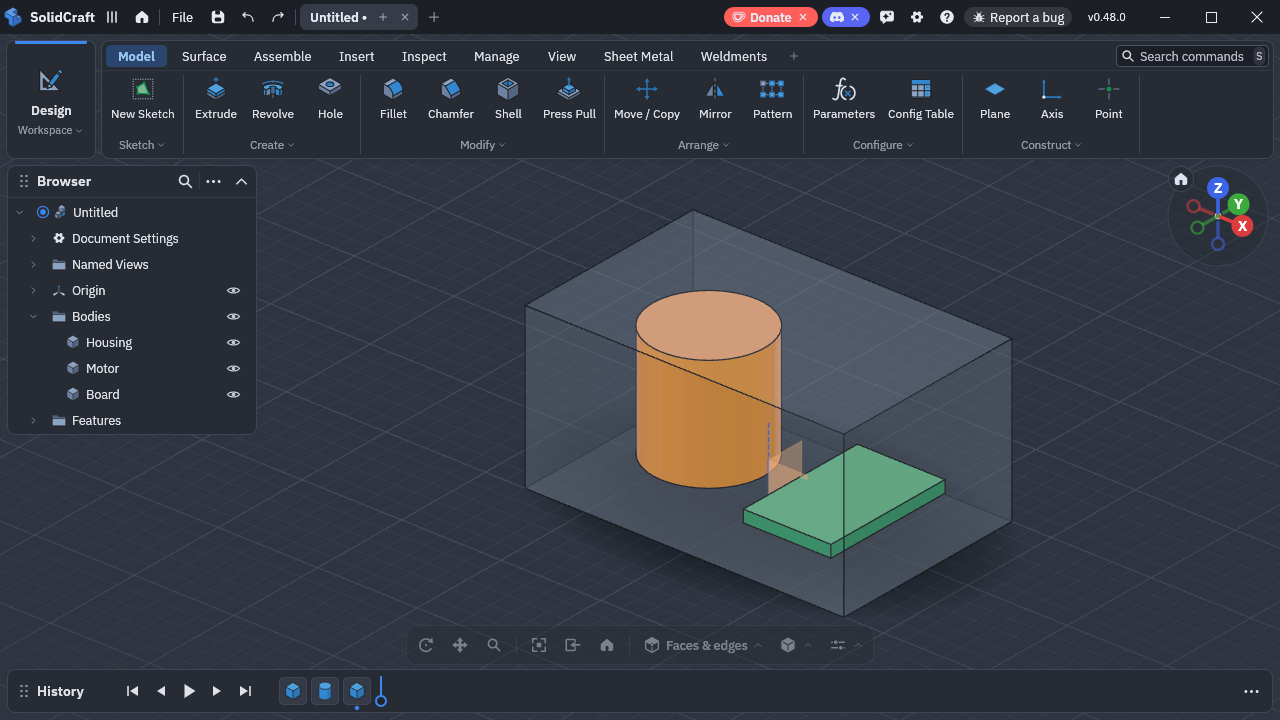 SolidCraft
File
Untitled •
Donate
Report a bug
v0.48.0
Design
Workspace
Model
Surface
Assemble
Insert
Inspect
Manage
View
Sheet Metal
Weldments
Search commands
S
New Sketch
Extrude
Revolve
Hole
Fillet
Chamfer
Shell
Press Pull
Move / Copy
Mirror
Pattern
Parameters
Config Table
Plane
Axis
Point
Sketch
Create
Modify
Arrange
Configure
Construct
Browser
Untitled
Document Settings
Named Views
Origin
Bodies
Housing
Motor
Board
Features
Z
Y
X
Faces & edges
History